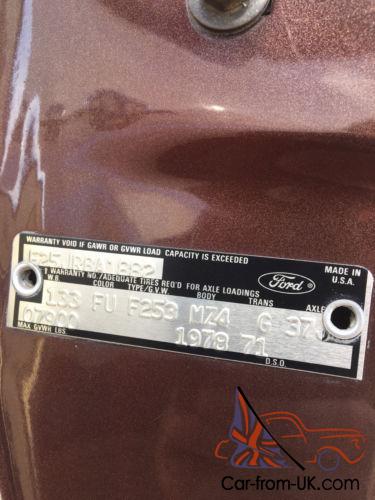 WARRANTY VOID IF GAWR OR GVWR LOAD CAPACITY IS EXCEEDED
F25JRBA1682
WARRANTY NO./ADEQUATE TIRES REQ'D FOR AXLE LOADINGS
W.B. COLOR TYPE/G.V.W. BODY TRANS AXLE
133 FU F253 MZ4 G 37
07900 1978 71
MAX GVWR LBS. D.S.O.
Ford
MADE IN
U.S.A.
Car-from-UK.com